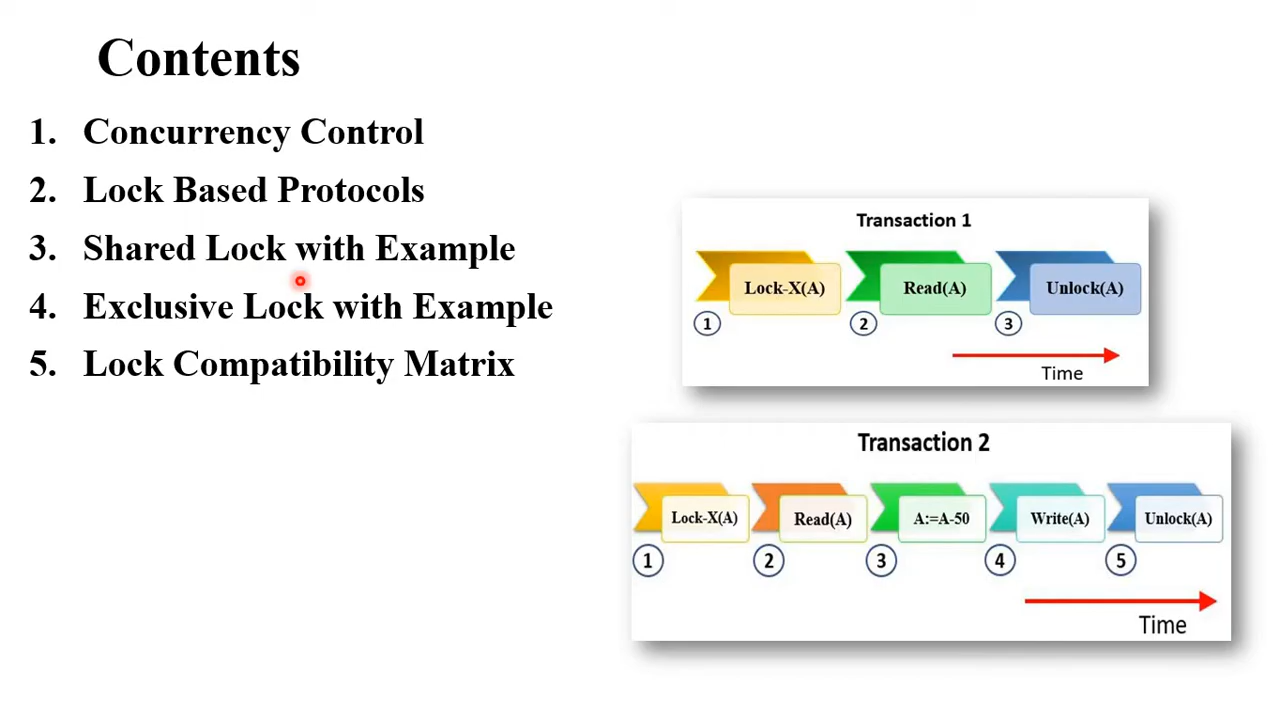 Contents
1. Concurrency Control
2. Lock Based Protocols
3. Shared Lock with Example
4. Exclusive Lock with Example
5. Lock Compatibility Matrix
Transaction 1
Lock-X(A) Read(A) Unlock(A)
1 2 3
Time
Transaction 2
Lock-X(A) Read(A) A:=A-50 Write(A) Unlock(A)
1 2 3 4 5
Time